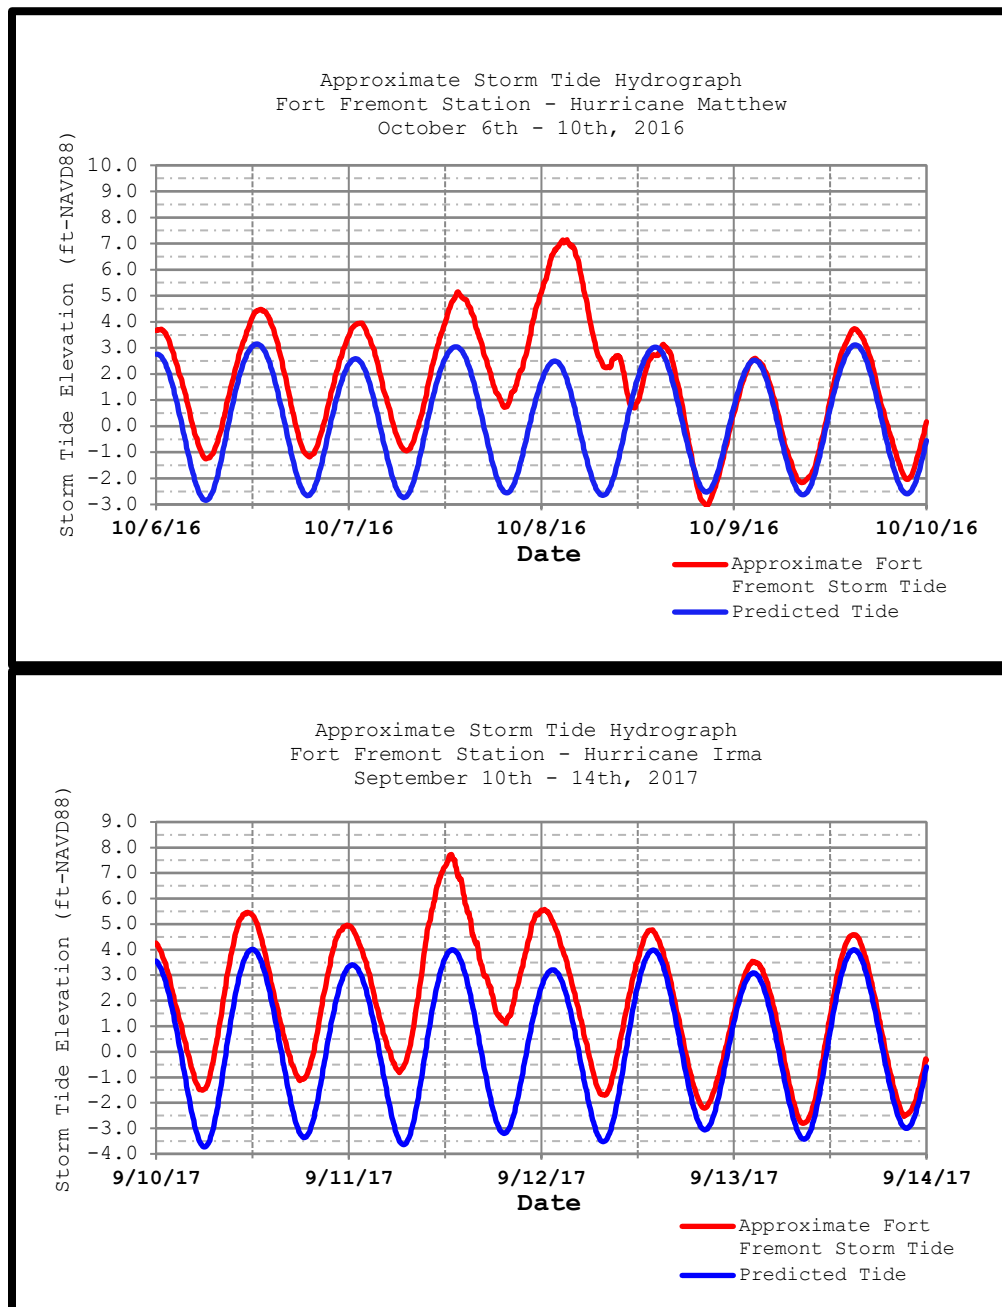 Approximate Storm Tide Hydrograph
Fort Fremont Station - Hurricane Matthew
October 6th - 10th, 2016
Storm Tide Elevation (ft-NAVD88)
10.0
9.0
8.0
7.0
6.0
5.0
4.0
3.0
2.0
1.0
0.0
-1.0
-2.0
-3.0
10/6/16 10/7/16 10/8/16 10/9/16 10/10/16
Date
Approximate Fort
Fremont Storm Tide
Predicted Tide
Approximate Storm Tide Hydrograph
Fort Fremont Station - Hurricane Irma
September 10th - 14th, 2017
Storm Tide Elevation (ft-NAVD88)
9.0
8.0
7.0
6.0
5.0
4.0
3.0
2.0
1.0
0.0
-1.0
-2.0
-3.0
-4.0
9/10/17 9/11/17 9/12/17 9/13/17 9/14/17
Date
Approximate Fort
Fremont Storm Tide
Predicted Tide